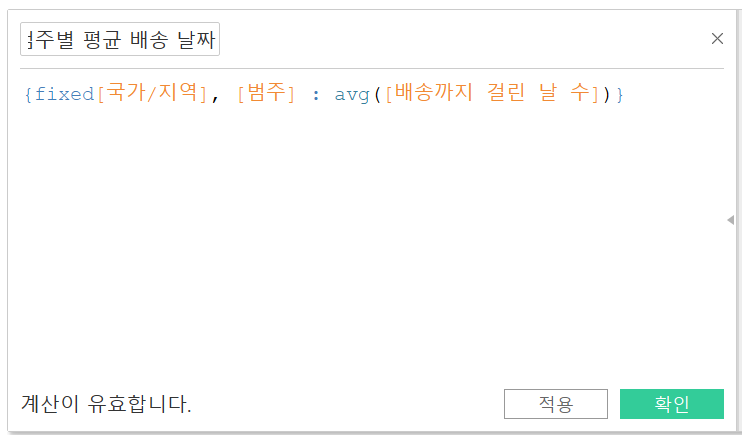 범주별 평균 배송 날짜
{fixed[국가/지역], [범주] : avg([배송까지 걸린 날 수])}
계산이 유효합니다.
적용
확인